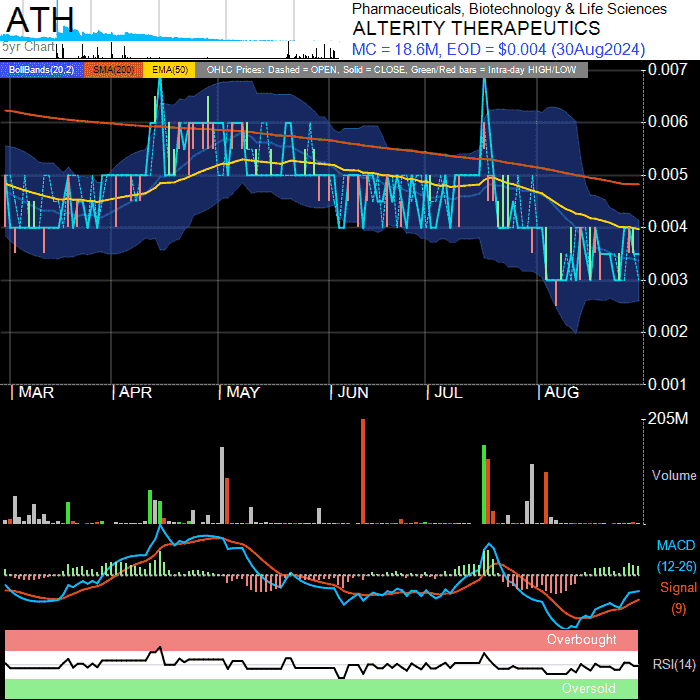 ATH
Pharmaceuticals, Biotechnology & Life Sciences
ALTERITY THERAPEUTICS
5yr Chart
MC = 18.6M, EOD = $0.004 (30Aug2024)
BollBands(20,2) SMA(200) EMA(50) OHLC Prices: Dashed = OPEN, Solid = CLOSE, Green/Red bars = Intra-day HIGH/LOW
0.007
0.006
0.005
0.004
0.003
0.002
0.001
MAR APR MAY JUN JUL AUG
205M
Volume
MACD
(12-26)
Signal
(9)
Overbought
RSI(14)
Oversold